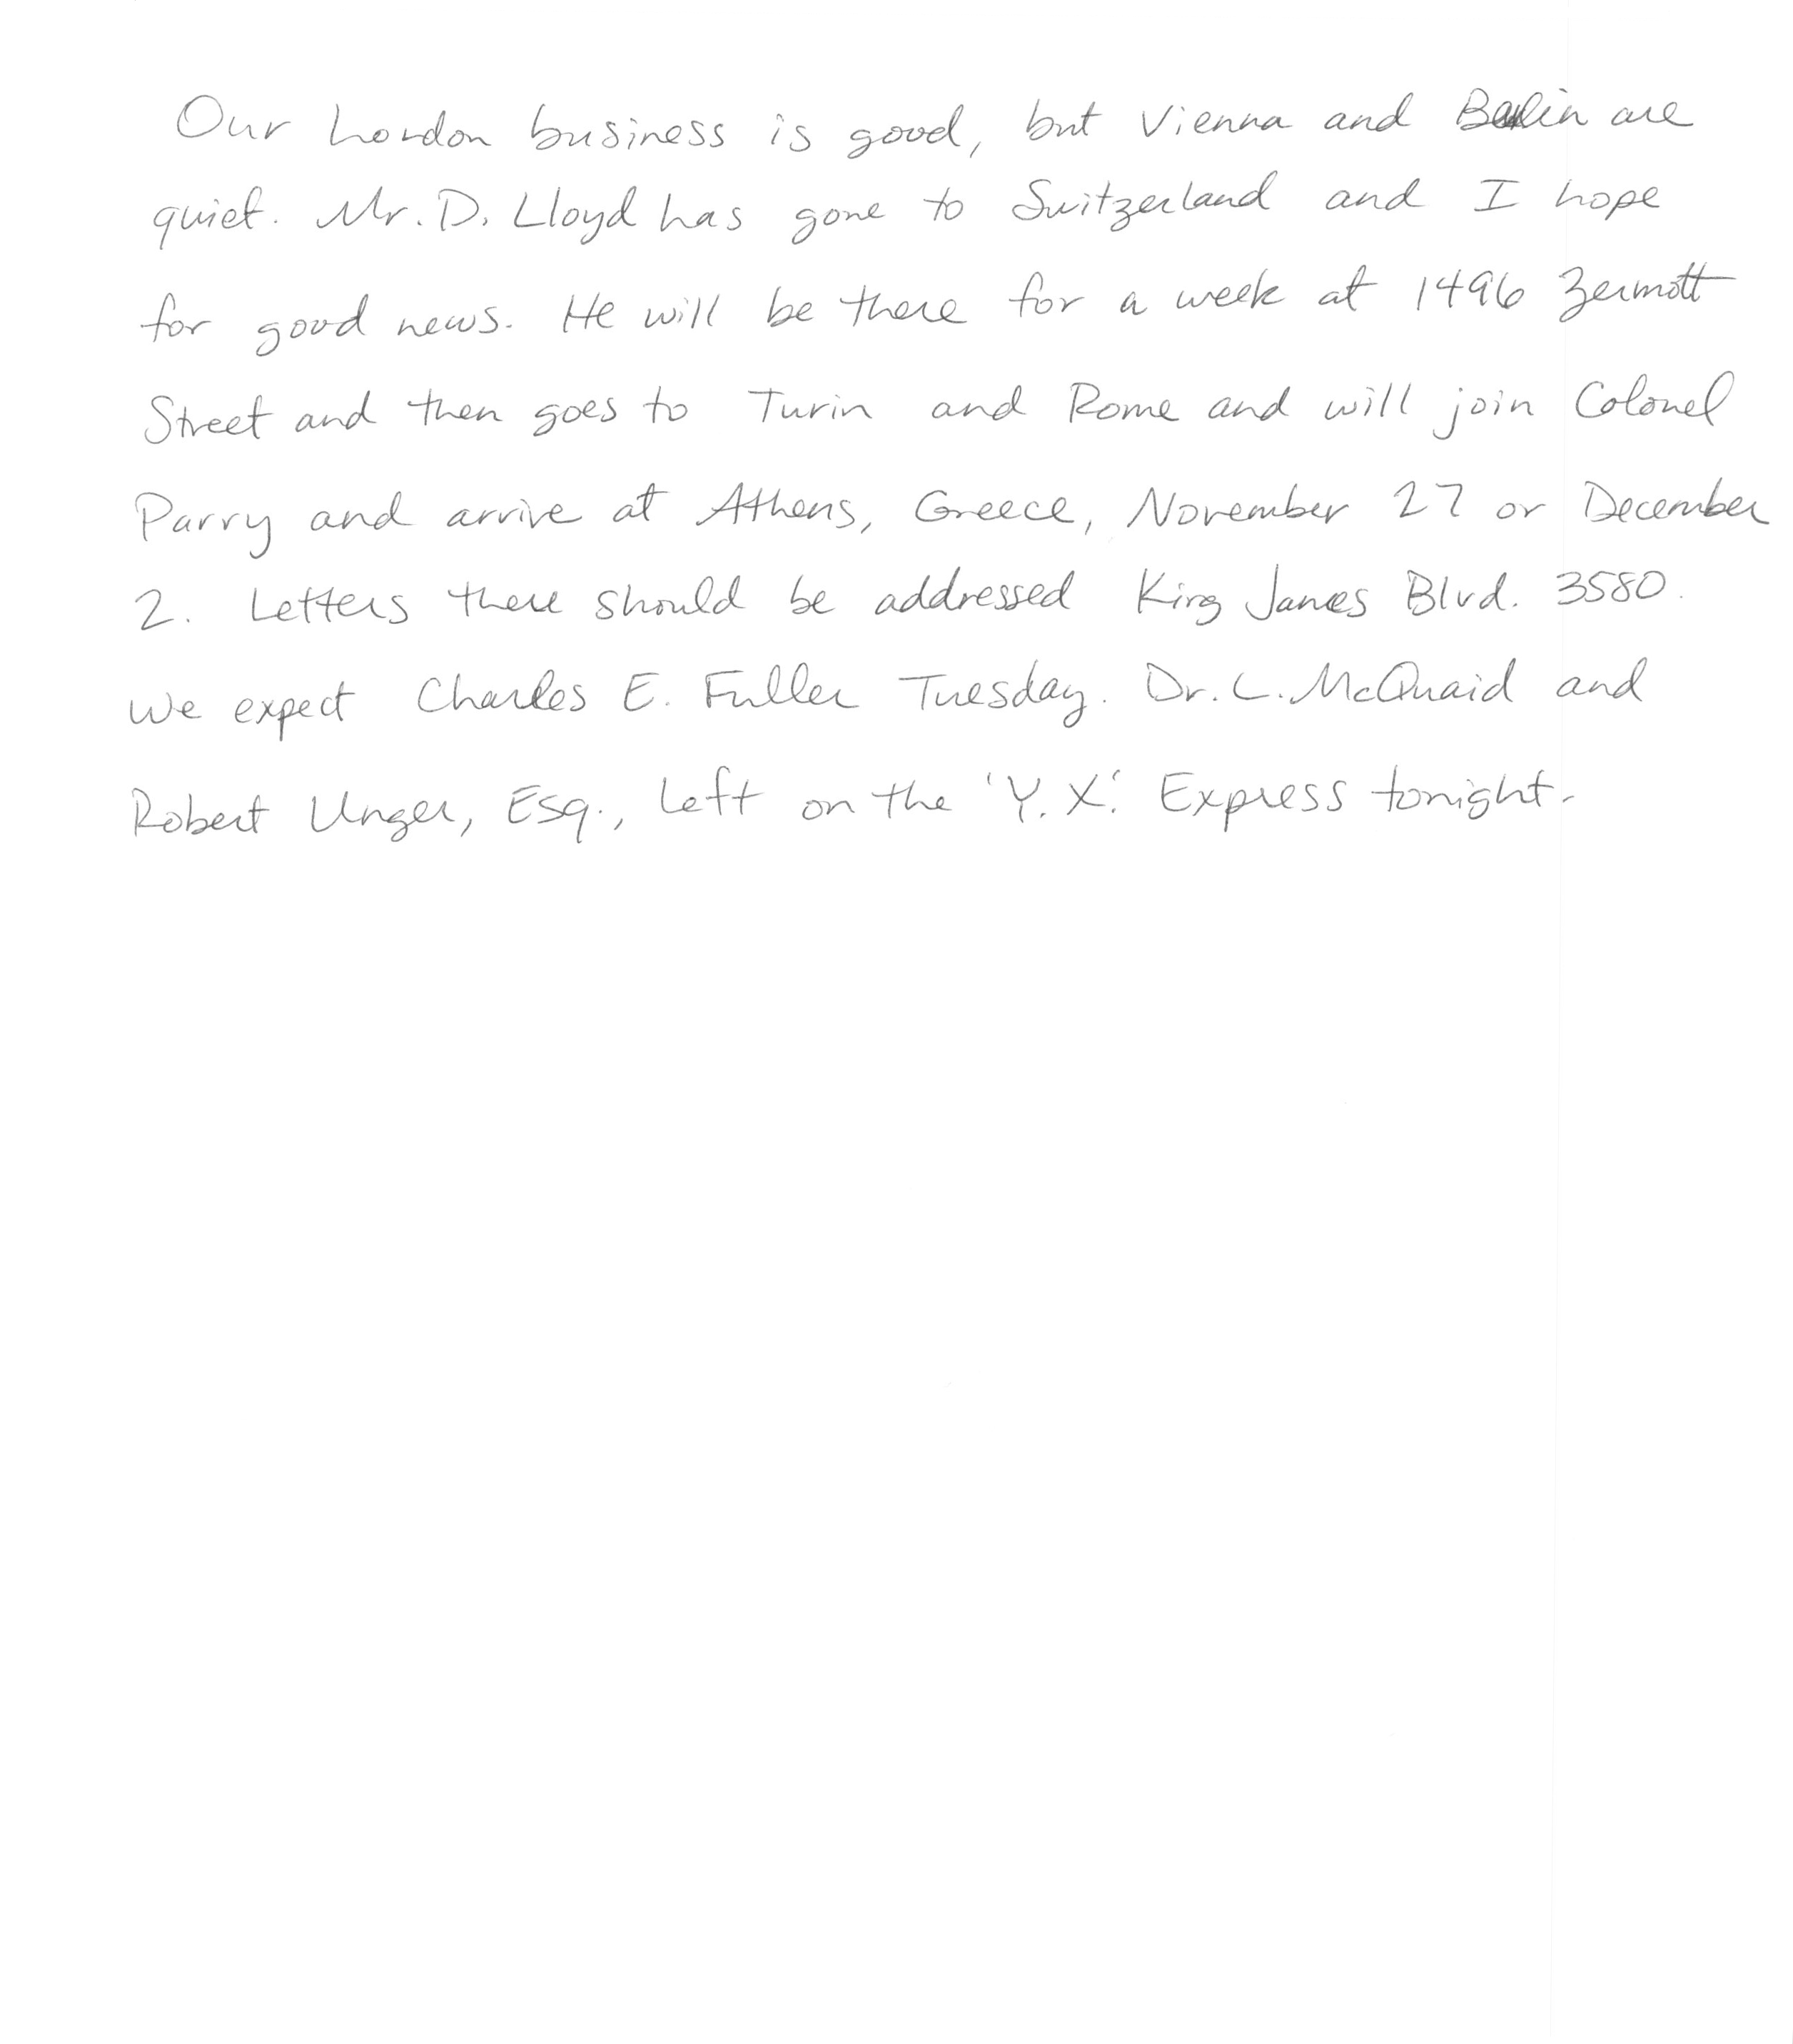 Our London business is good, but Vienna and Berlin are
quiet. Mr. D. Lloyd has gone to Switzerland and I hope
for good news. He will be there for a week at 1496 Zermott
Street and then goes to Turin and Rome and will join Colonel
Parry and arrive at Athens, Greece, November 27 or December
2. Letters there should be addressed King James Blvd. 3580.
We expect Charles E. Fuller Tuesday. Dr. L. McQuaid and
Robert Unger, Esq., left on the 'Y.X.' Express tonight.